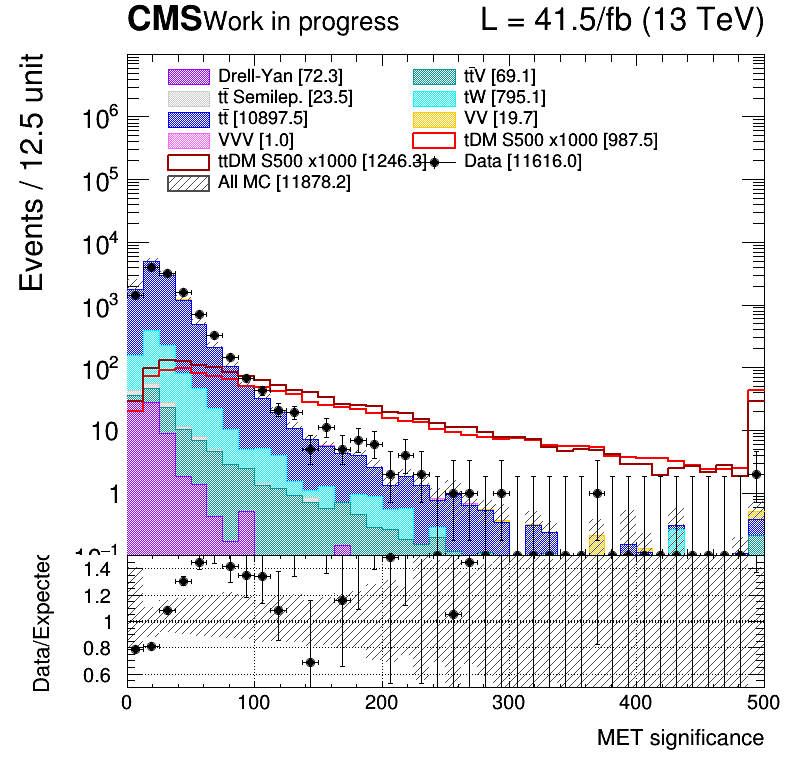 CMS Work in progress L = 41.5/fb (13 TeV)
Events / 12.5 unit
Drell-Yan [72.3] tt̄V [69.1]
tt̄ Semilep. [23.5] tW [795.1]
tt̄ [10897.5] VV [19.7]
VVV [1.0] tDM S500 x1000 [987.5]
ttDM S500 x1000 [1246.3] Data [11616.0]
All MC [11878.2]
10⁶
10⁵
10⁴
10³
10²
10
1
10⁻¹
Data/Expected
1.4
1.2
1
0.8
0.6
0 100 200 300 400 500
MET significance